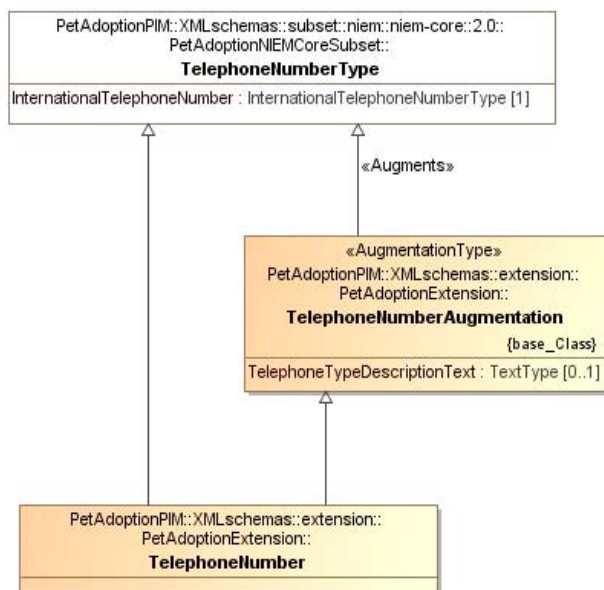 PetAdoptionPIM::XMLschemas::subset::niem::niem-core::2.0::
PetAdoptionNIEMCoreSubset::
TelephoneNumberType
InternationalTelephoneNumber : InternationalTelephoneNumberType [1]
«Augments»
«AugmentationType»
PetAdoptionPIM::XMLschemas::extension::
PetAdoptionExtension::
TelephoneNumberAugmentation
{base_Class}
TelephoneTypeDescriptionText : TextType [0..1]
PetAdoptionPIM::XMLschemas::extension::
PetAdoptionExtension::
TelephoneNumber